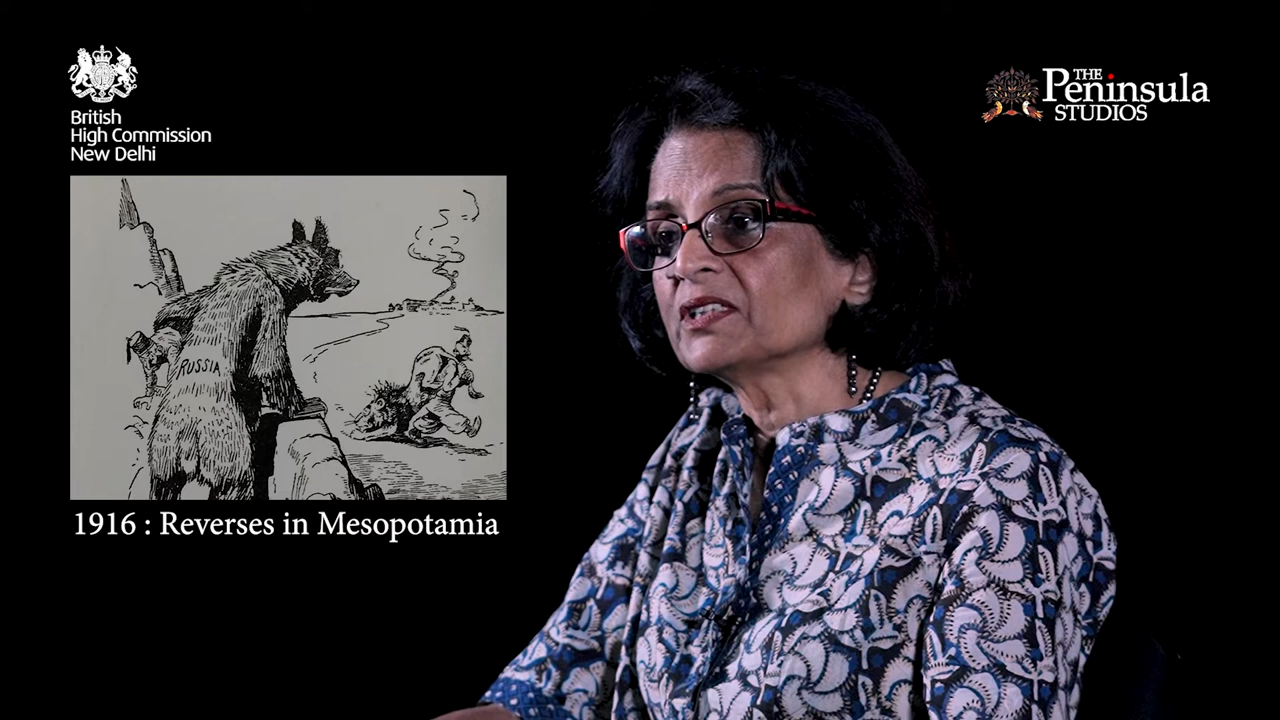 British
High Commission
New Delhi
THE
Peninsula
STUDIOS
RUSSIA
1916 : Reverses in Mesopotamia